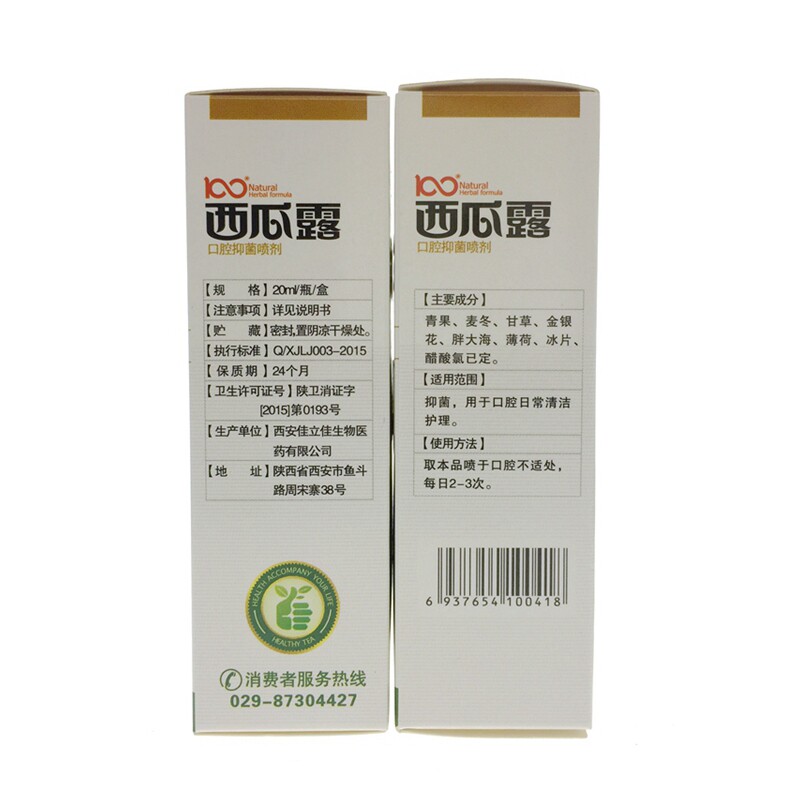 100
Natural
Herbal formula
西瓜露
口腔抑菌喷剂
【规 格】20ml/瓶/盒
【注意事项】详见说明书
【贮 藏】密封,置阴凉干燥处。
【执行标准】Q/XJLJ003-2015
【保质期】24个月
【卫生许可证号】陕卫消证字
[2015]第0193号
【生产单位】西安佳立佳生物医
药有限公司
【地 址】陕西省西安市鱼斗
路周宋寨38号
HEALTH ACCOMPANY YOUR LIFE
HEALTHY TEA
消费者服务热线
029-87304427
100
Natural
Herbal formula
西瓜露
口腔抑菌喷剂
【主要成分】
青果、麦冬、甘草、金银
花、胖大海、薄荷、冰片、
醋酸氯已定。
【适用范围】
抑菌，用于口腔日常清洁
护理。
【使用方法】
取本品喷于口腔不适处，
每日2-3次。
6 937654 100418